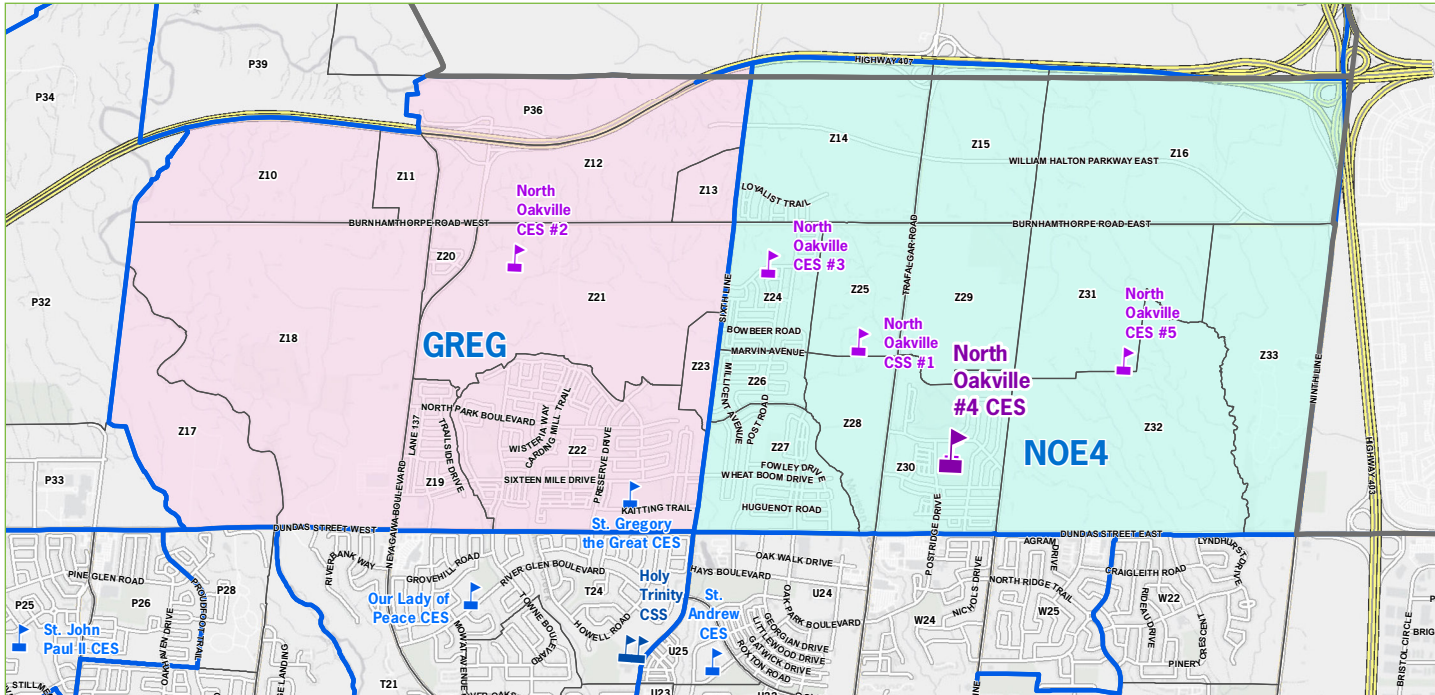 HIGHWAY 407
P39
P34
P36
Z14
Z15
Z16
Z12
WILLIAM HALTON PARKWAY EAST
Z10
Z11
Z13
LOYALIST TRAIL
North
Oakville
CES #2
BURNHAMTHORPE ROAD WEST
BURNHAMTHORPE ROAD EAST
North
Oakville
CES #3
TRAFALGAR ROAD
Z20
Z21
SIXTH LINE
Z24
Z25
Z29
Z31
North
Oakville
CES #5
P32
Z18
GREG
BOWBEER ROAD
MARVIN AVENUE
North
Oakville
CSS #1
North
Oakville
#4 CES
Z33
NINTH LINE
Z23
Z26
MILLICENT AVENUE
POST ROAD
NORTH PARK BOULEVARD
WISTERIA WAY
CARDING MILL TRAIL
LANE 137
TRAILSIDE DRIVE
Z17
Z22
PRESERVE DRIVE
Z28
Z32
Z27
NOE4
FOWLEY DRIVE
WHEAT BOOM DRIVE
Z30
HIGHWAY 403
P33
Z19
SIXTEEN MILE DRIVE
NEYAGAWA BOULEVARD
KAITTING TRAIL
HUGUENOT ROAD
POSTRIDGE DRIVE
St. Gregory
the Great CES
DUNDAS STREET WEST
DUNDAS STREET EAST
RIVERBANK WAY
AGRAM DRIVE
LYNDHURST DRIVE
OAK WALK DRIVE
PINE GLEN ROAD
GROVEHILL ROAD
RIVER GLEN BOULEVARD
HAYS BOULEVARD
CRAIGLEITH ROAD
NORTH RIDGE TRAIL
NICHOLS DRIVE
PROUDFOOT TRAIL
P28
P26
P25
Our Lady of
Peace CES
T24
Holy
Trinity
CSS
St.
Andrew
CES
U24
OAK PARK BOULEVARD
W25
W22
W24
RIDEAU DRIVE
St. John
Paul II CES
TOWNE BOULEVARD
HOWELL ROAD
MOWAT AVENUE
GEORGIAN DRIVE
LITTLEWOOD DRIVE
GATWICK DRIVE
ROXTON ROAD
U25
T21
U23